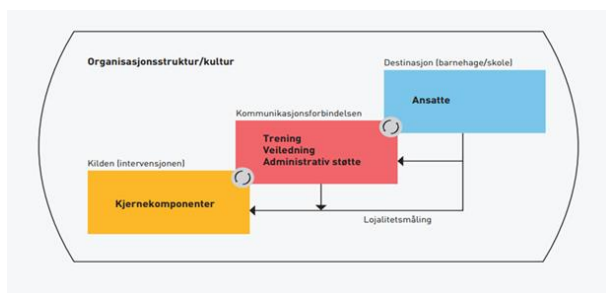 Organisasjonsstruktur/kultur
Destinasjon (barnehage/skole)
Ansatte
Kommunikasjonsforbindelsen
Trening
Veiledning
Administrativ støtte
Kilden (intervensjonen)
Kjernekomponenter
Lojalitetsmåling